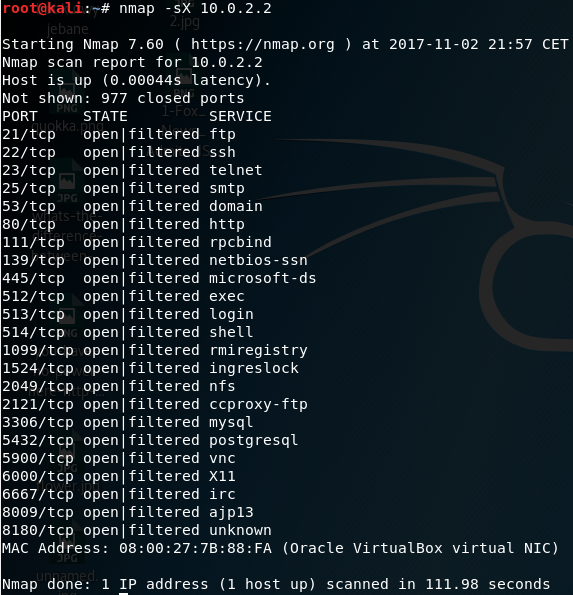 root@kali:~# nmap -sX 10.0.2.2
Starting Nmap 7.60 ( https://nmap.org ) at 2017-11-02 21:57 CET
Nmap scan report for 10.0.2.2
Host is up (0.00044s latency).
Not shown: 977 closed ports
PORT STATE SERVICE
21/tcp open|filtered ftp
22/tcp open|filtered ssh
23/tcp open|filtered telnet
25/tcp open|filtered smtp
53/tcp open|filtered domain
80/tcp open|filtered http
111/tcp open|filtered rpcbind
139/tcp open|filtered netbios-ssn
445/tcp open|filtered microsoft-ds
512/tcp open|filtered exec
513/tcp open|filtered login
514/tcp open|filtered shell
1099/tcp open|filtered rmiregistry
1524/tcp open|filtered ingreslock
2049/tcp open|filtered nfs
2121/tcp open|filtered ccproxy-ftp
3306/tcp open|filtered mysql
5432/tcp open|filtered postgresql
5900/tcp open|filtered vnc
6000/tcp open|filtered X11
6667/tcp open|filtered irc
8009/tcp open|filtered ajp13
8180/tcp open|filtered unknown
MAC Address: 08:00:27:7B:88:FA (Oracle VirtualBox virtual NIC)
Nmap done: 1 IP address (1 host up) scanned in 111.98 seconds